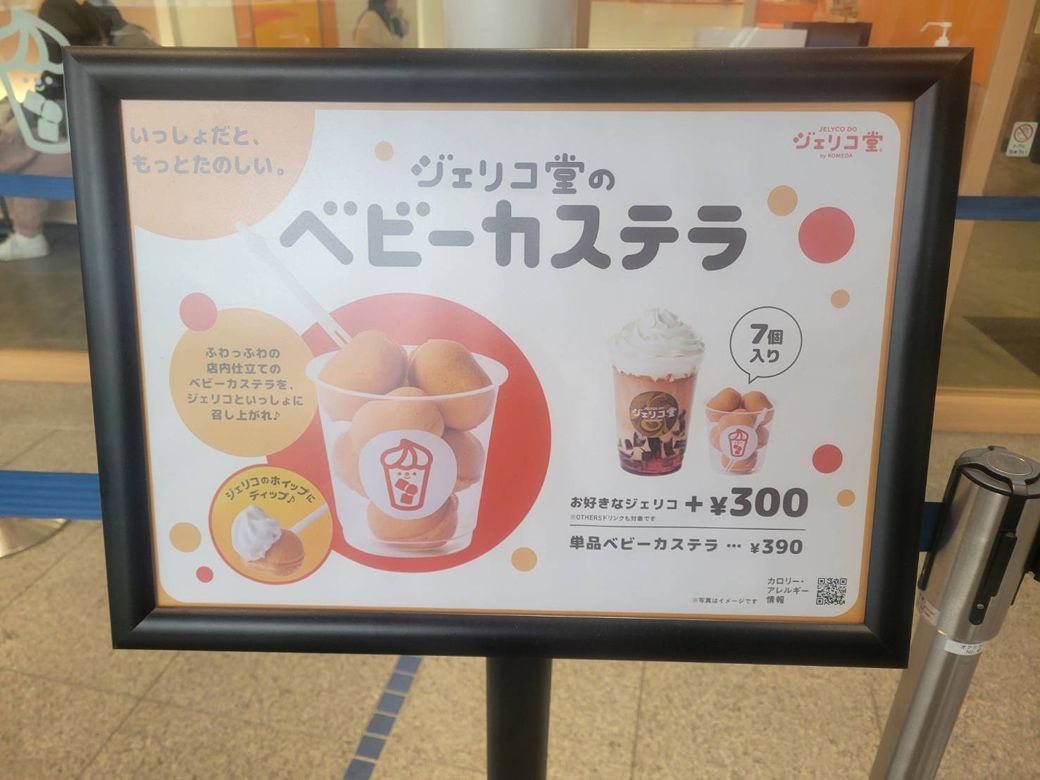 いっしょだと、
もっとたのしい。
JELYCO DO
ジェリコ堂
by KOMEDA
ジェリコ堂の
ベビーカステラ
ふわっふわの
店内仕立ての
ベビーカステラを、
ジェリコといっしょに
召し上がれ♪
ジェリコのホイップに
ディップ♪
7個
入り
ジェリコ堂
お好きなジェリコ + ¥300
※OTHERSドリンクも対象です
単品ベビーカステラ … ¥390
※写真はイメージです
カロリー・
アレルギー
情報